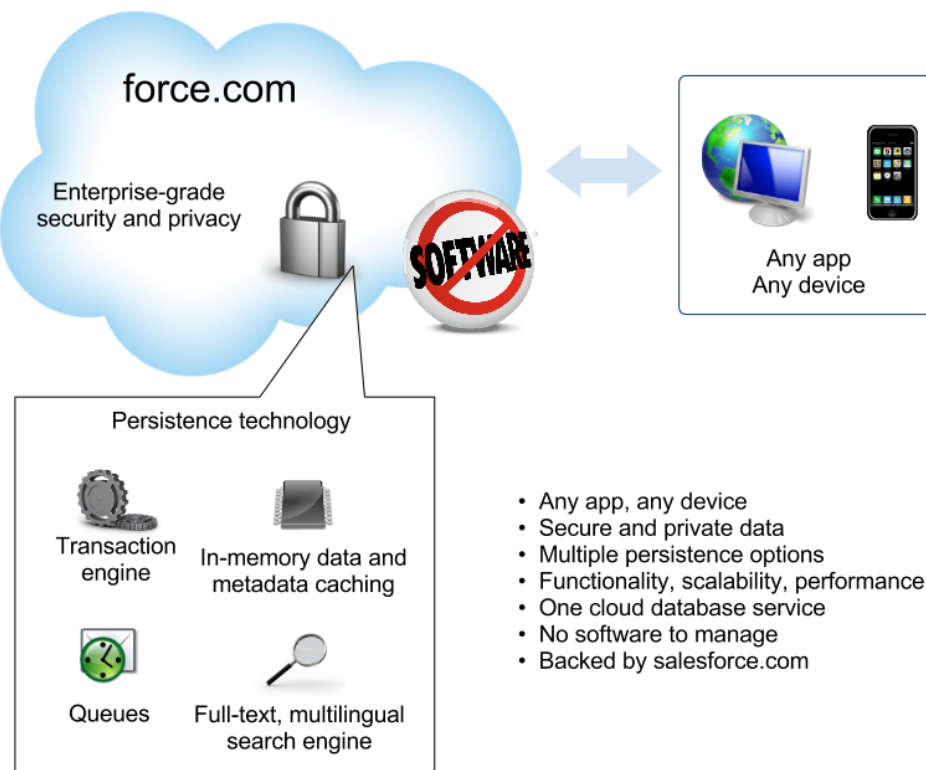 force.com
Enterprise-grade
security and privacy
SOFTWARE
Any app
Any device
Persistence technology
Transaction
engine
In-memory data and
metadata caching
Queues
Full-text, multilingual
search engine
• Any app, any device
• Secure and private data
• Multiple persistence options
• Functionality, scalability, performance
• One cloud database service
• No software to manage
• Backed by salesforce.com